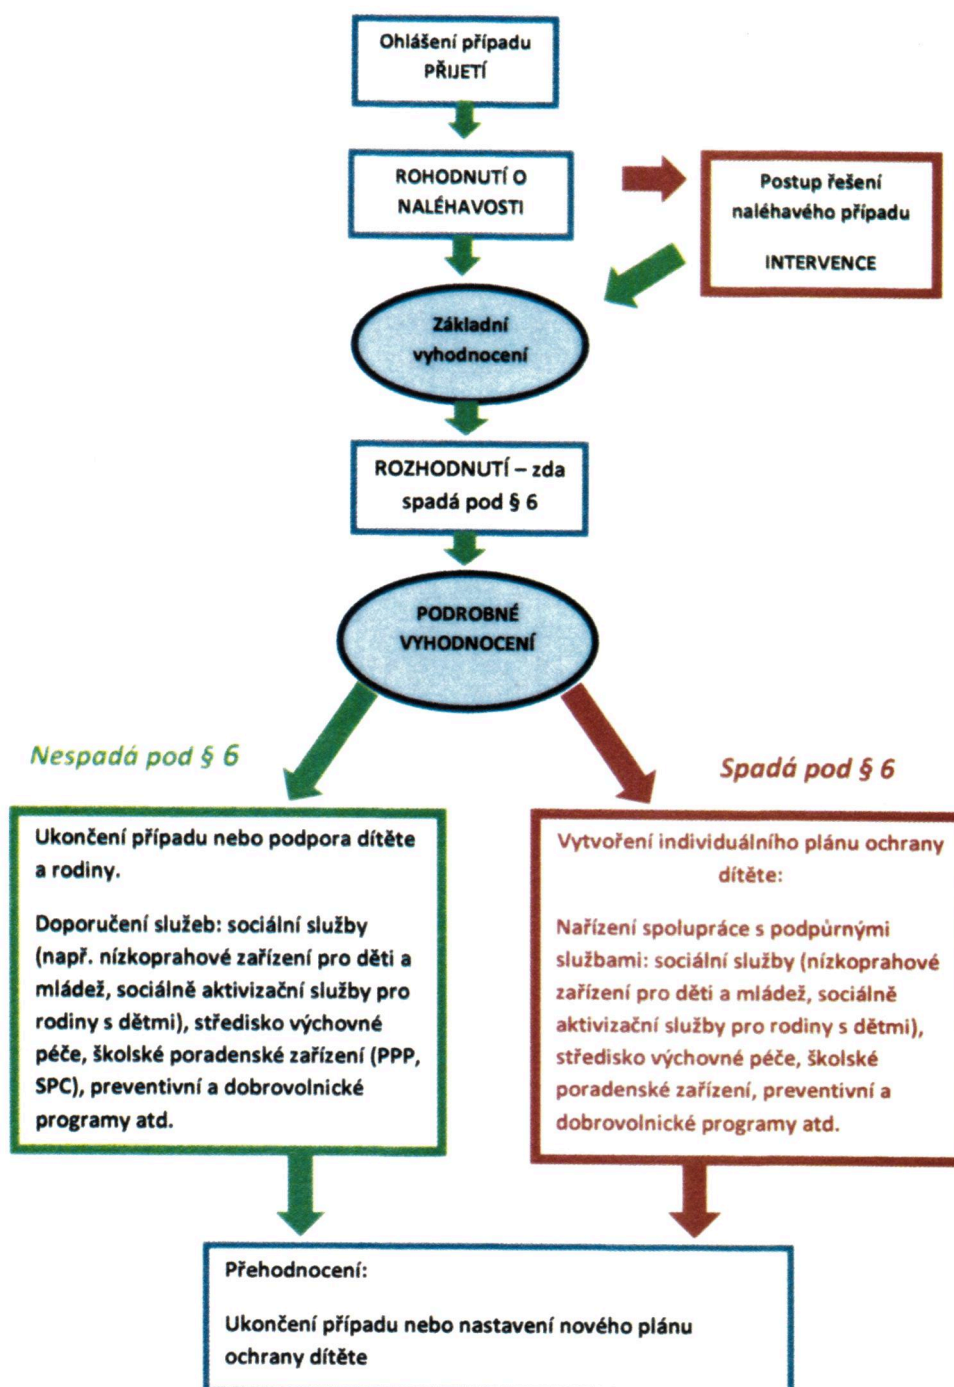 Ohlášení případu
PŘIJETÍ
ROHODNUTÍ O
NALÉHAVOSTI
Postup řešení
naléhavého případu
INTERVENCE
Základní
vyhodnocení
ROZHODNUTÍ – zda
spadá pod § 6
PODROBNÉ
VYHODNOCENÍ
Nespadá pod § 6
Spadá pod § 6
Ukončení případu nebo podpora dítěte
a rodiny.
Doporučení služeb: sociální služby
(např. nízkoprahové zařízení pro děti a
mládež, sociálně aktivizační služby pro
rodiny s dětmi), středisko výchovné
péče, školské poradenské zařízení (PPP,
SPC), preventivní a dobrovolnické
programy atd.
Vytvoření individuálního plánu ochrany
dítěte:
Nařízení spolupráce s podpůrnými
službami: sociální služby (nízkoprahové
zařízení pro děti a mládež, sociálně
aktivizační služby pro rodiny s dětmi),
středisko výchovné péče, školské
poradenské zařízení, preventivní a
dobrovolnické programy atd.
Přehodnocení:
Ukončení případu nebo nastavení nového plánu
ochrany dítěte